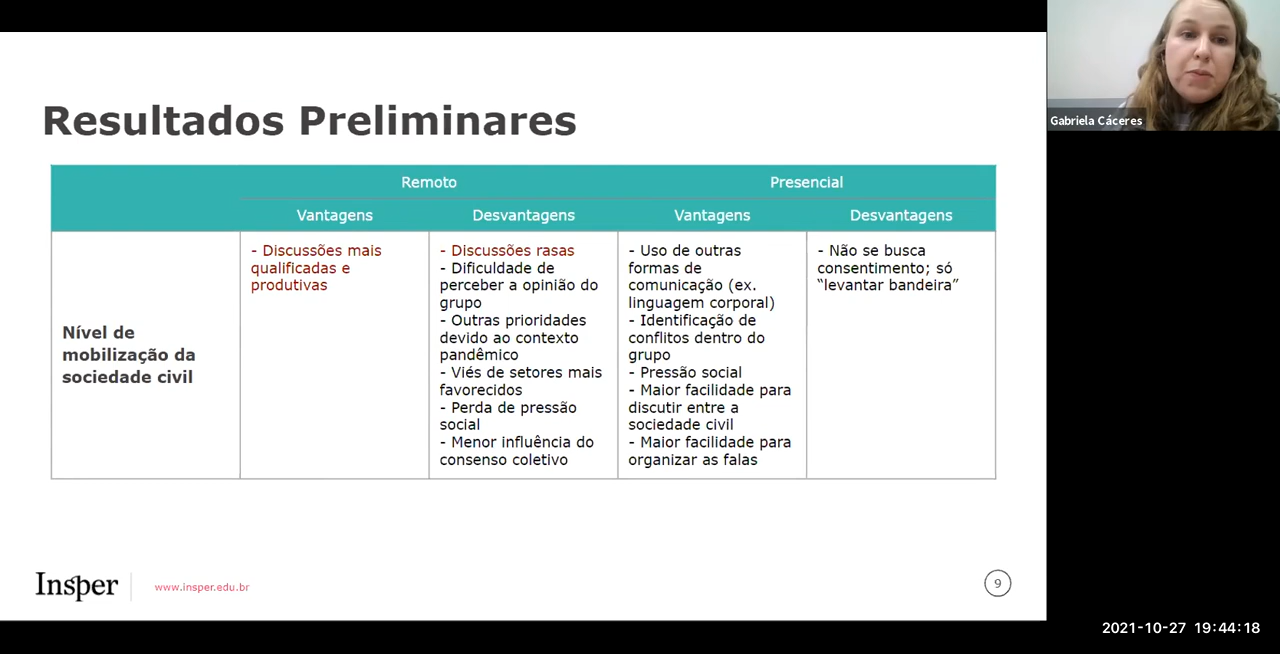 Resultados Preliminares
Remoto
Presencial
Vantagens
Desvantagens
Vantagens
Desvantagens
Nível de
mobilização da
sociedade civil
- Discussões mais
qualificadas e
produtivas
- Discussões rasas
- Dificuldade de
perceber a opinião do
grupo
- Outras prioridades
devido ao contexto
pandêmico
- Viés de setores mais
favorecidos
- Perda de pressão
social
- Menor influência do
consenso coletivo
- Uso de outras
formas de
comunicação (ex.
linguagem corporal)
- Identificação de
conflitos dentro do
grupo
- Pressão social
- Maior facilidade para
discutir entre a
sociedade civil
- Maior facilidade para
organizar as falas
- Não se busca
consentimento; só
“levantar bandeira”
Insper
www.insper.edu.br
9
Gabriela Cáceres
2021-10-27 19:44:18